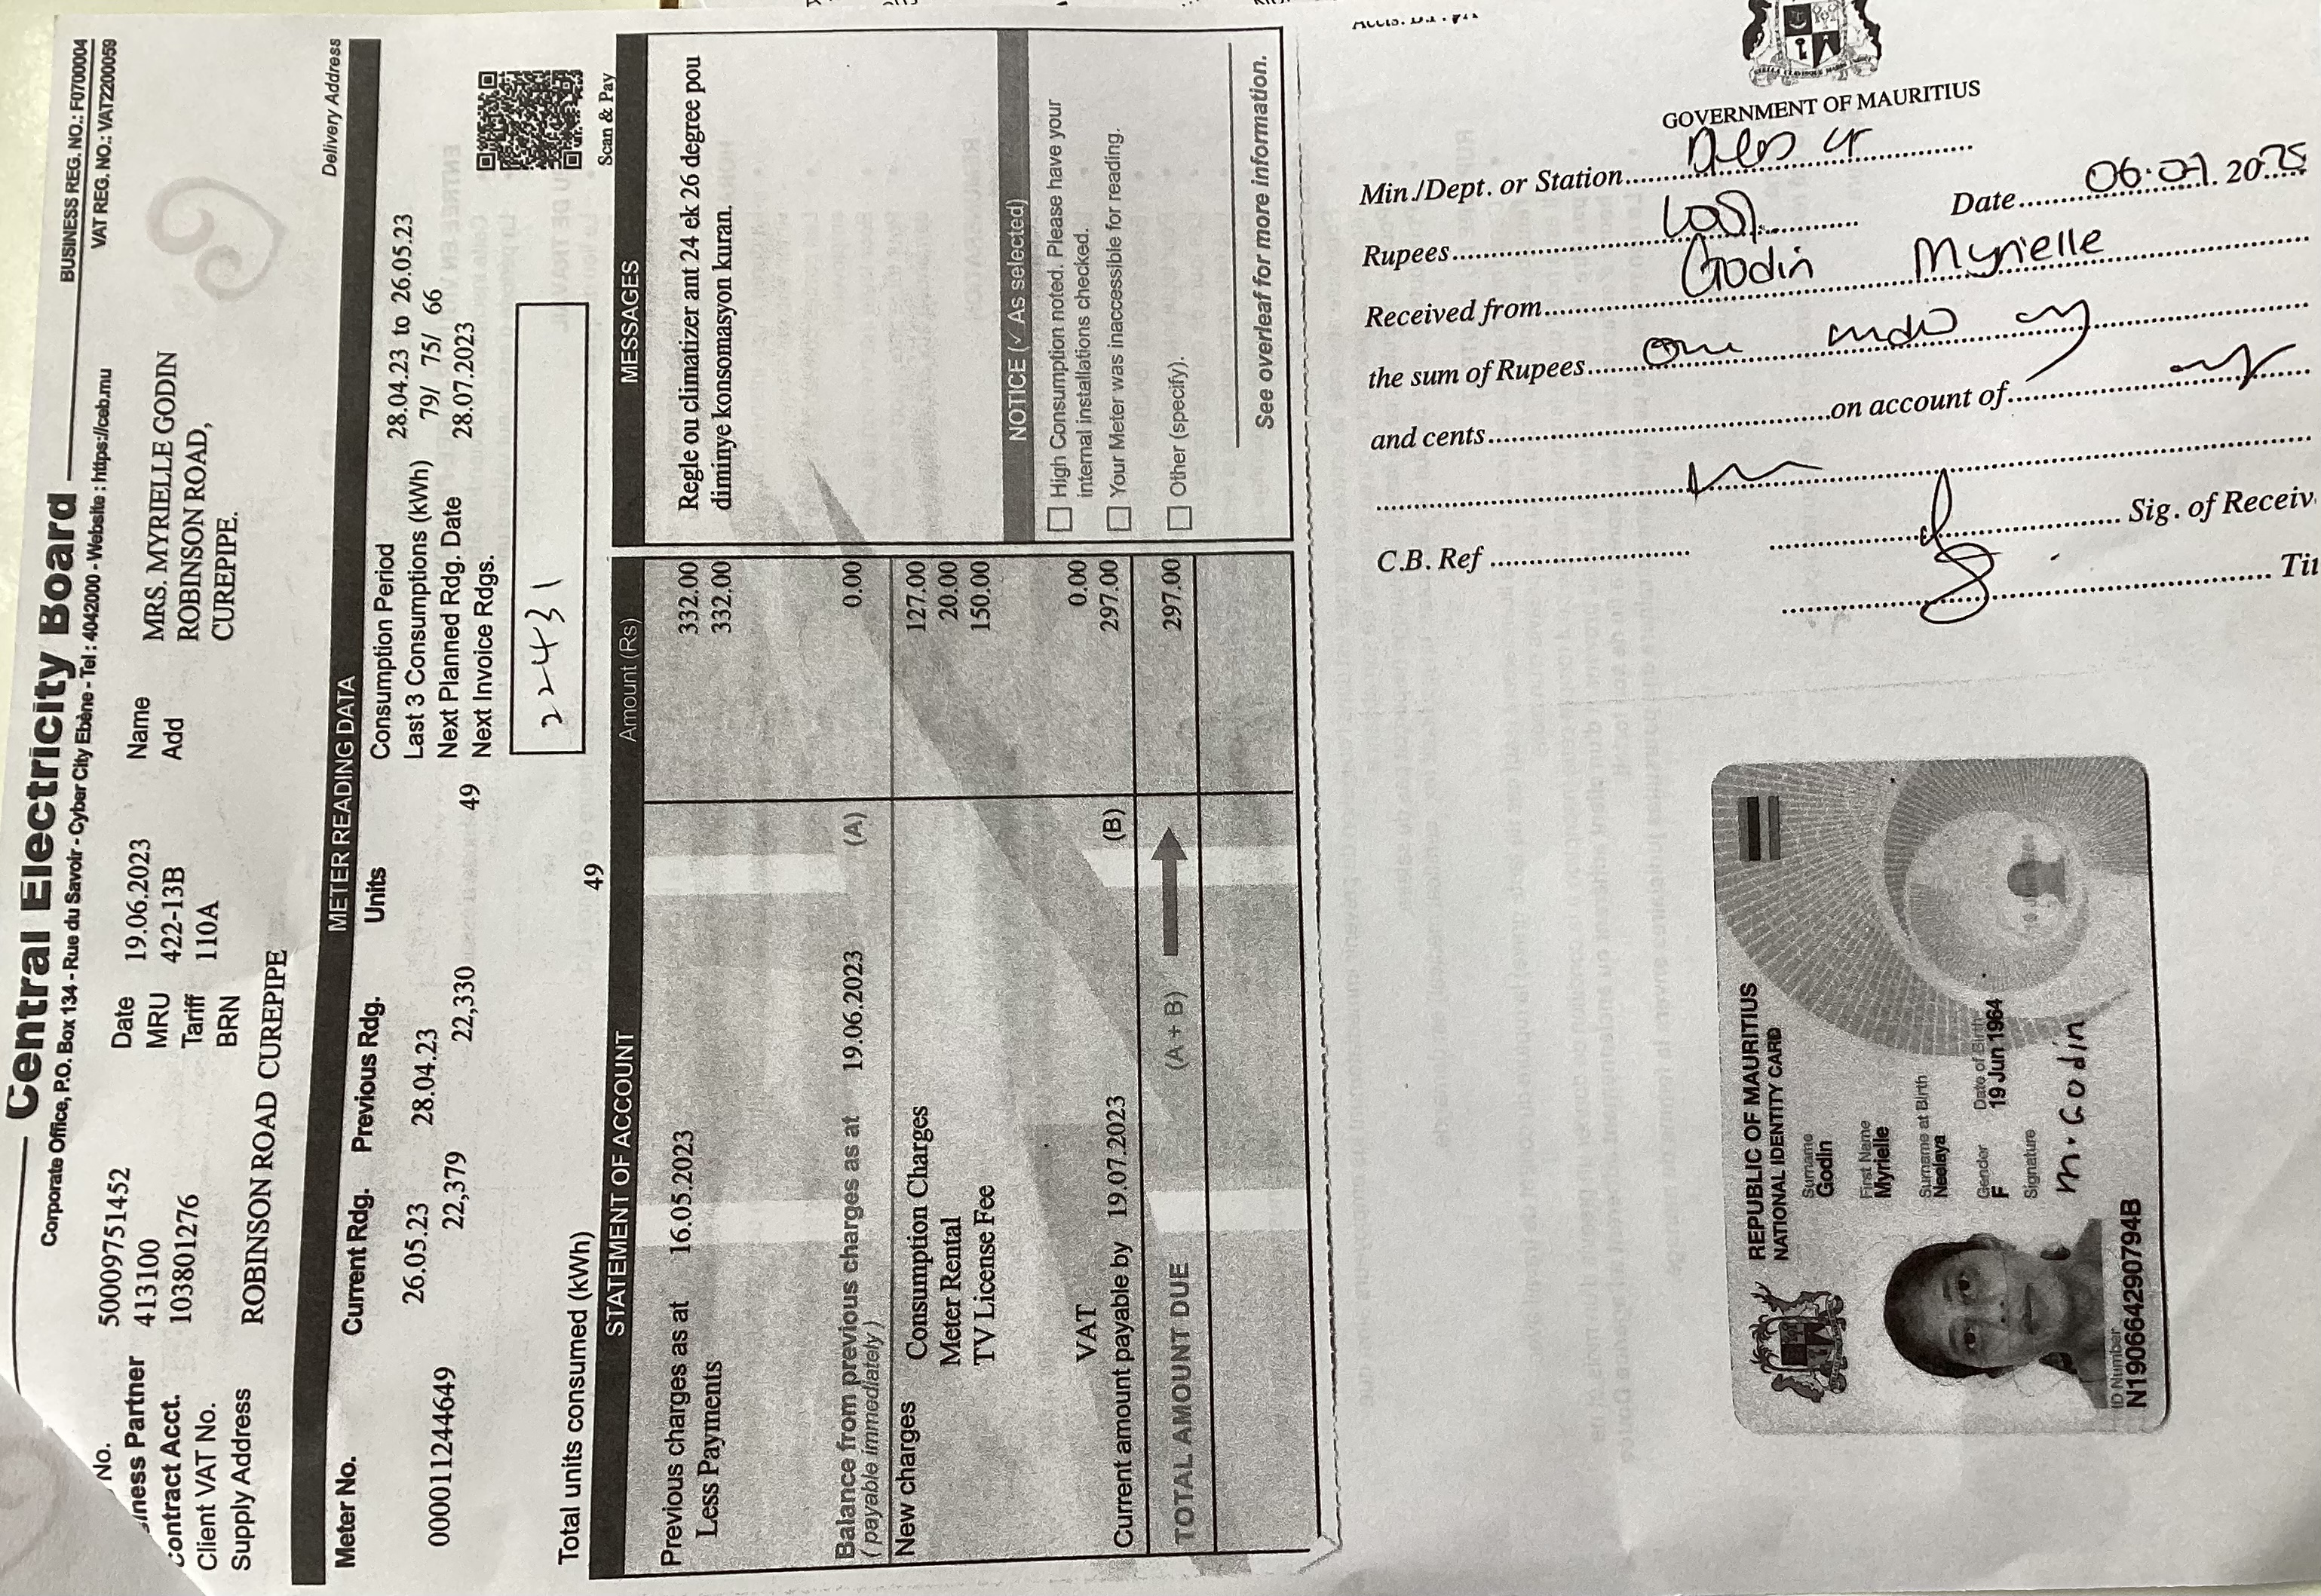 Central Electricity Board
BUSINESS REG. NO.: F0700004
Corporate Office, P.O. Box 134 - Rue du Savoir - Cyber City Ebène - Tel : 4042000 - Website : https://ceb.mu
VAT REG. NO.: VAT2200059
No. 50009751452
Date 19.06.2023
Name MRS. MYRIELLE GODIN
Business Partner 413100
MRU 422-13B
Add ROBINSON ROAD,
Contract Acct. 103801276
Tariff 110A
CUREPIPE.
Client VAT No.
BRN
Supply Address ROBINSON ROAD CUREPIPE
Delivery Address
METER READING DATA
Meter No. Current Rdg. Previous Rdg. Units
26.05.23 28.04.23
000011244649 22,379 22,330 49
Total units consumed (kWh) 49
Consumption Period 28.04.23 to 26.05.23
Last 3 Consumptions (kWh) 79/ 75/ 66
Next Planned Rdg. Date 28.07.2023
Next Invoice Rdgs.
22431
Scan & Pay
STATEMENT OF ACCOUNT Amount (Rs)
Previous charges as at 16.05.2023 332.00
Less Payments 332.00
Balance from previous charges as at 19.06.2023 (A) 0.00
( payable immediately )
New charges Consumption Charges 127.00
Meter Rental 20.00
TV License Fee 150.00
VAT 0.00
Current amount payable by 19.07.2023 (B) 297.00
TOTAL AMOUNT DUE (A + B) 297.00
MESSAGES
Regle ou climatizer ant 24 ek 26 degree pou
diminye konsomasyon kuran.
NOTICE (✓ As selected)
High Consumption noted. Please have your
internal installations checked.
Your Meter was inaccessible for reading.
Other (specify).
See overleaf for more information.
GOVERNMENT OF MAURITIUS
Min./Dept. or Station
Rupees Date 06.07.2025
Received from Godin Myrielle
the sum of Rupees one
and cents on account of
Sig. of Receiv
C.B. Ref
REPUBLIC OF MAURITIUS
NATIONAL IDENTITY CARD
Surname
Godin
First Name
Myrielle
Surname at Birth
Neelaya
Gender Date of Birth
F 19 Jun 1964
Signature
M. Godin
ID Number
N190664290794B